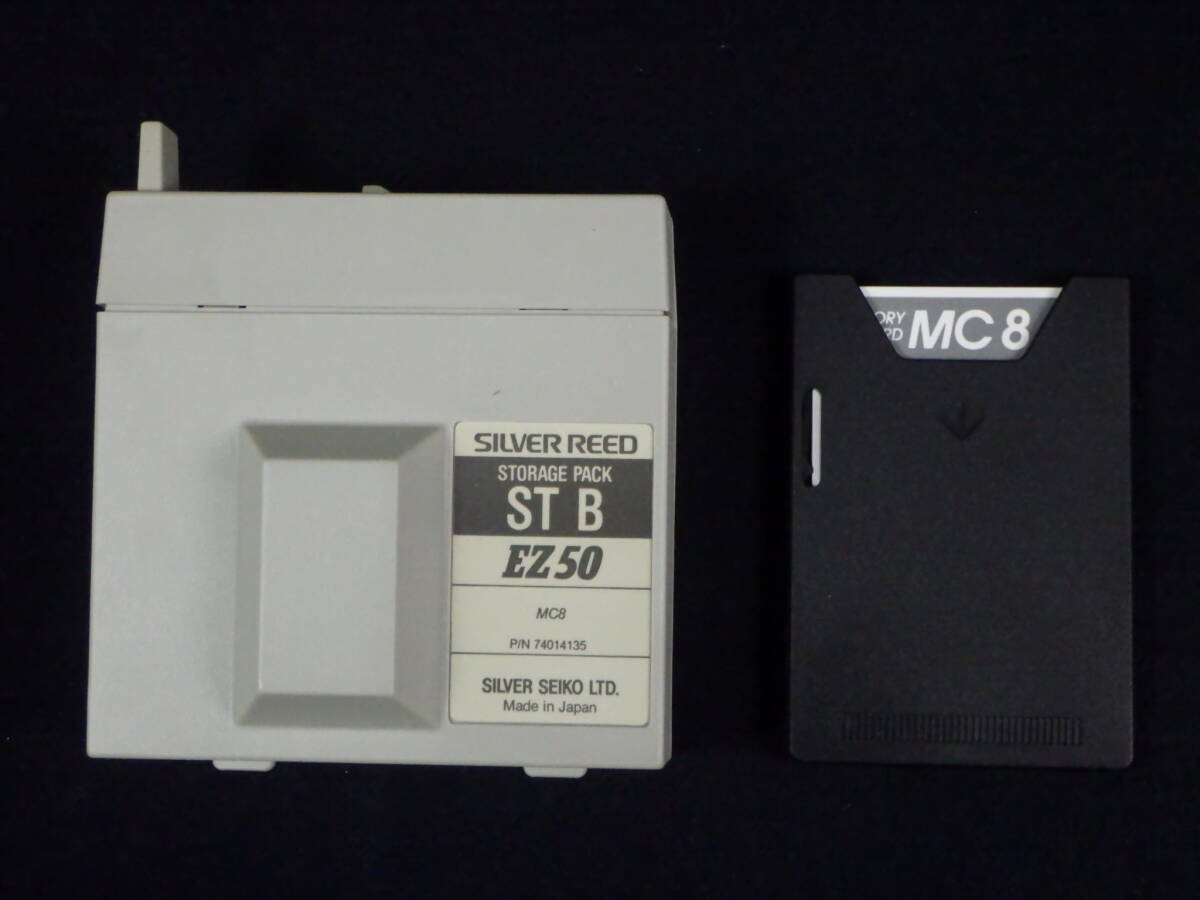 SILVER REED
STORAGE PACK
ST B
EZ50
MC8
P/N 74014135
SILVER SEIKO LTD.
Made in Japan
MC 8